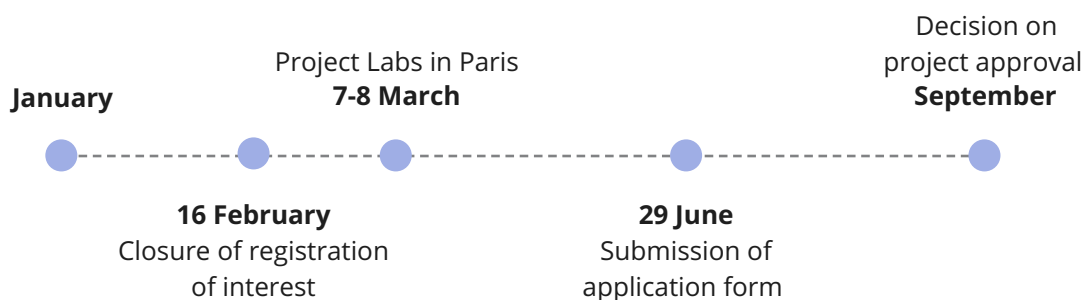 January
16 February
Closure of registration
of interest
Project Labs in Paris
7-8 March
29 June
Submission of
application form
Decision on
project approval
September